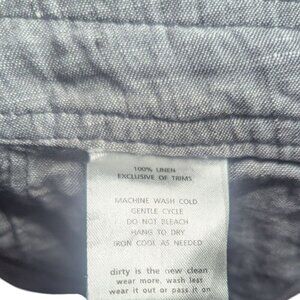 100% LINEN
EXCLUSIVE OF TRIMS
MACHINE WASH COLD
GENTLE CYCLE
DO NOT BLEACH
HANG TO DRY
IRON COOL AS NEEDED
dirty is the new clean
wear more, wash less
wear it out or pass it on